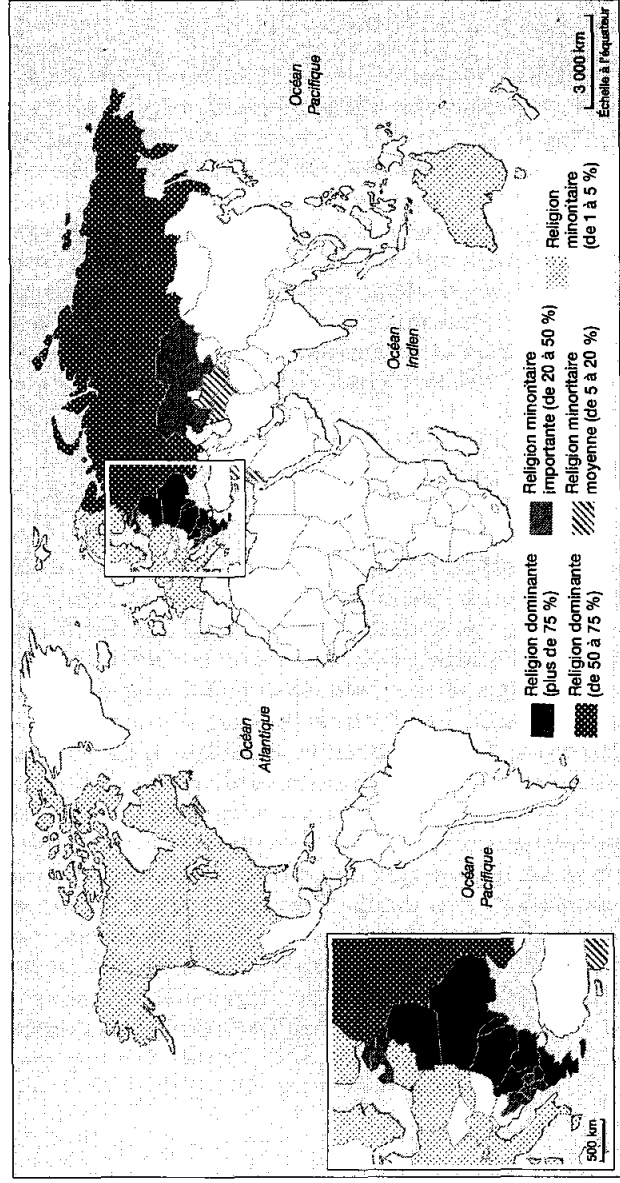 Océan
Atlantique
Océan
Pacifique
Océan
Pacifique
Océan
Indien
500 km
3 000 km
Échelle à l'équateur
Religion dominante
(plus de 75 %)
Religion dominante
(de 50 à 75 %)
Religion minoritaire
importante (de 20 à 50 %)
Religion minoritaire
moyenne (de 5 à 20 %)
Religion
minoritaire
(de 1 à 5 %)